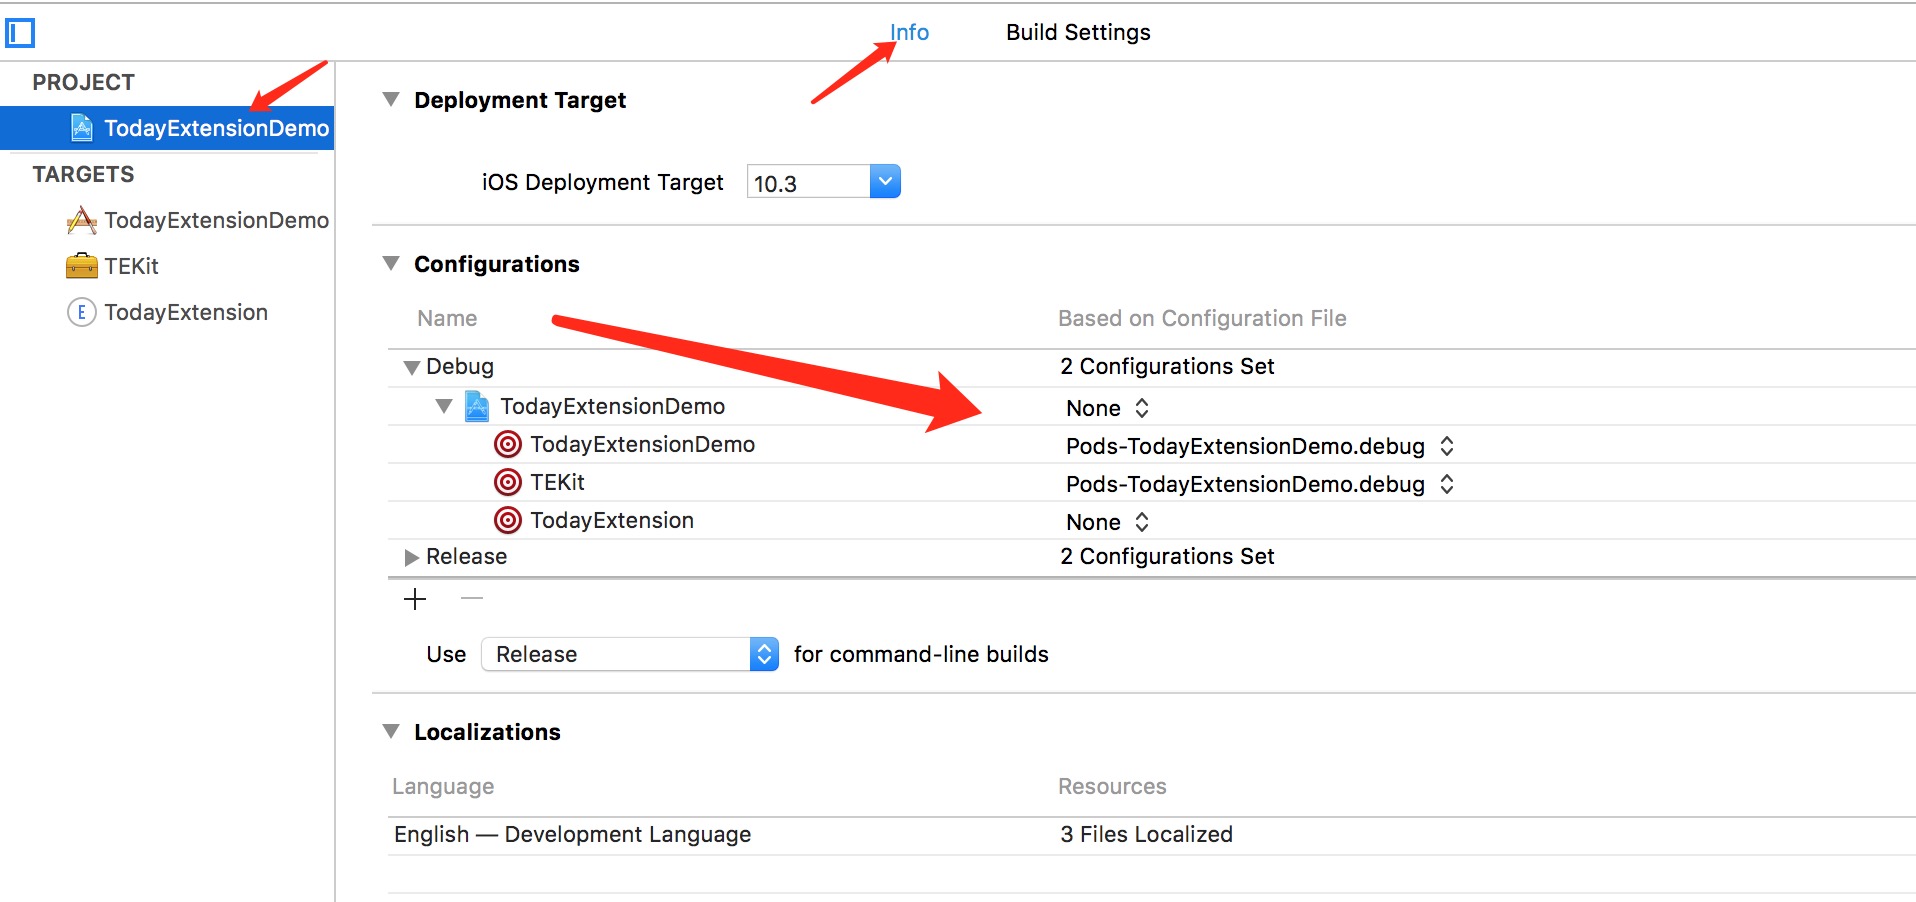 Info Build Settings
PROJECT
TodayExtensionDemo
TARGETS
TodayExtensionDemo
TEKit
E TodayExtension
Deployment Target
iOS Deployment Target 10.3
Configurations
Name Based on Configuration File
Debug 2 Configurations Set
TodayExtensionDemo None
TodayExtensionDemo Pods-TodayExtensionDemo.debug
TEKit Pods-TodayExtensionDemo.debug
TodayExtension None
Release 2 Configurations Set
Use Release for command-line builds
Localizations
Language Resources
English — Development Language 3 Files Localized